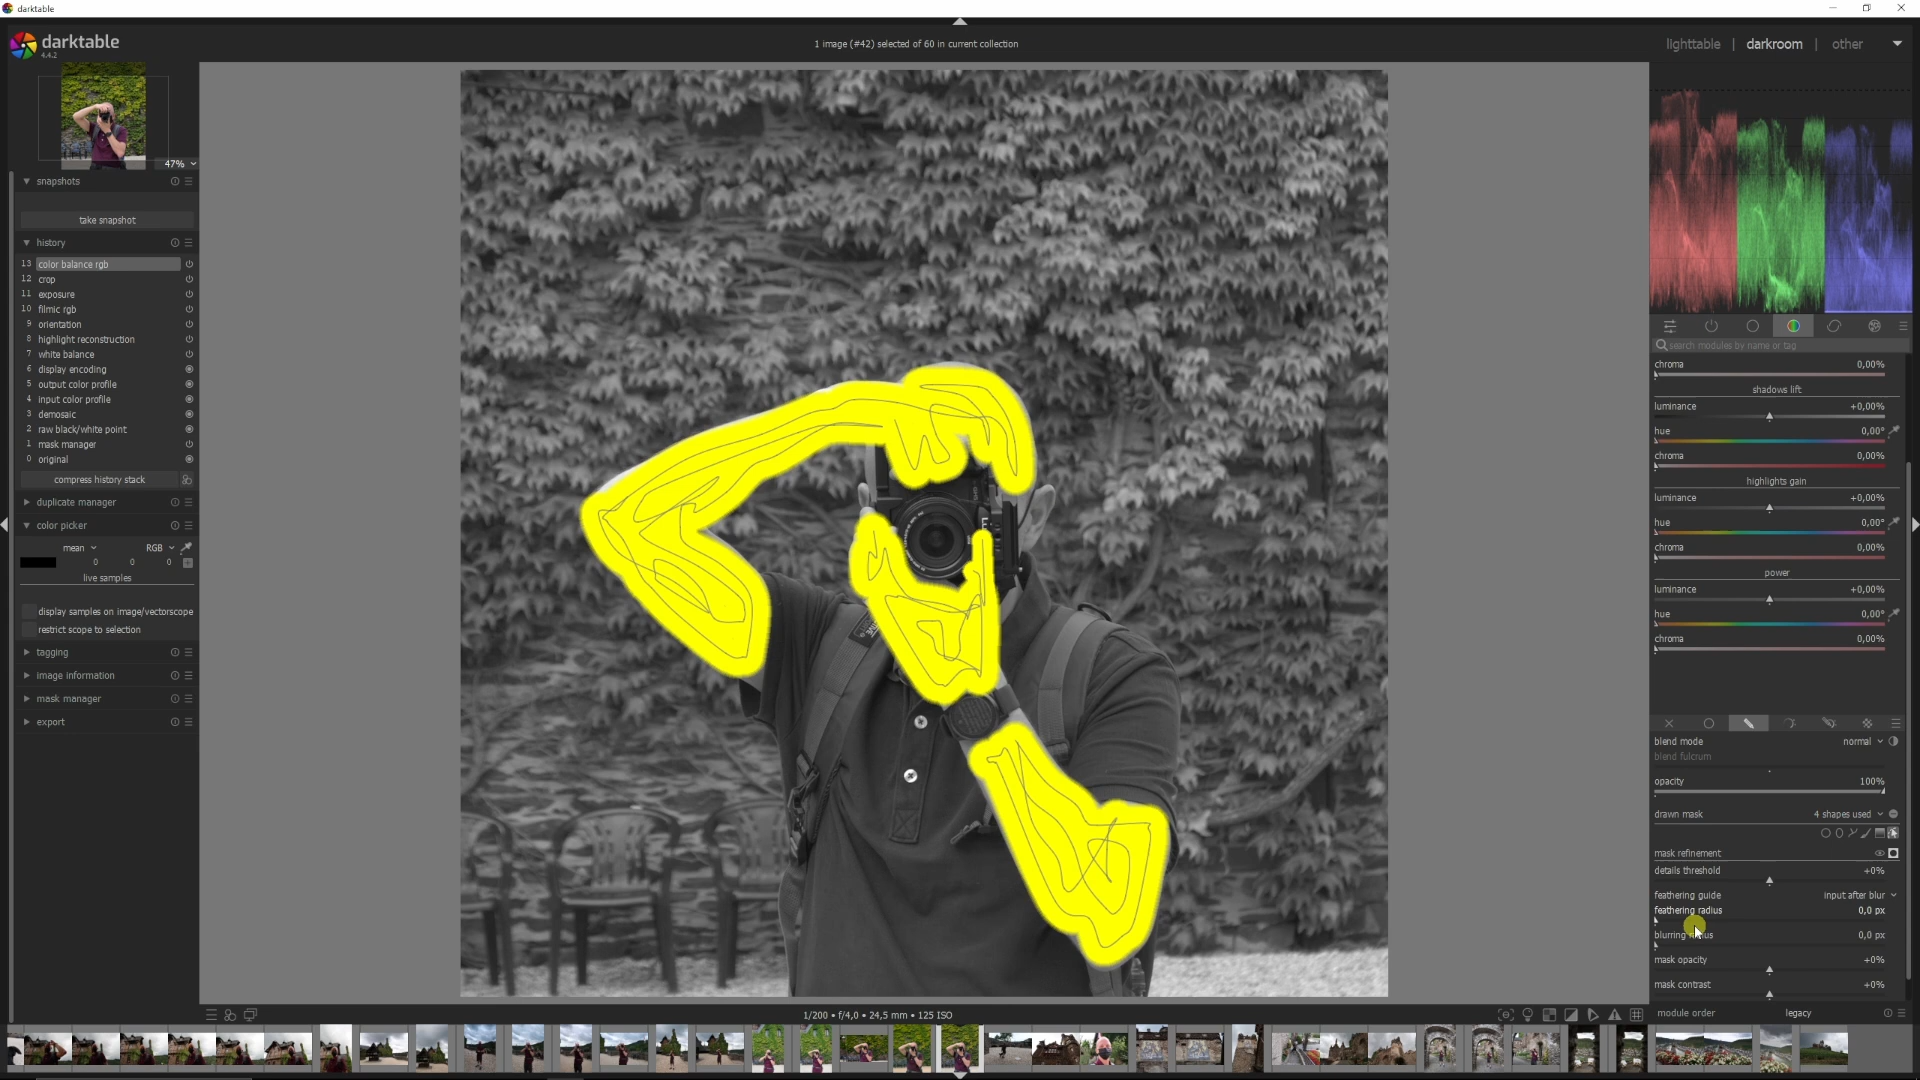 darktable
darktable
4.4.2
1 image (#42) selected of 60 in current collection
lighttable | darkroom | other
47%
snapshots
take snapshot
history
13 color balance rgb
12 crop
11 exposure
10 filmic rgb
9 orientation
8 highlight reconstruction
7 white balance
6 display encoding
5 output color profile
4 input color profile
3 demosaic
2 raw black/white point
1 mask manager
0 original
compress history stack
duplicate manager
color picker
mean RGB
0 0 0
live samples
display samples on image/vectorscope
restrict scope to selection
tagging
image information
mask manager
export
search modules by name or tag
chroma 0,00%
shadows lift
luminance +0,00%
hue 0,00°
chroma 0,00%
highlights gain
luminance +0,00%
hue 0,00°
chroma 0,00%
power
luminance +0,00%
hue 0,00°
chroma 0,00%
blend mode normal
blend fulcrum
opacity 100%
drawn mask 4 shapes used
mask refinement
details threshold +0%
feathering guide input after blur
feathering radius 0,0 px
blurring 0,0 px
mask opacity +0%
mask contrast +0%
1/200 • f/4,0 • 24,5 mm • 125 ISO
module order legacy